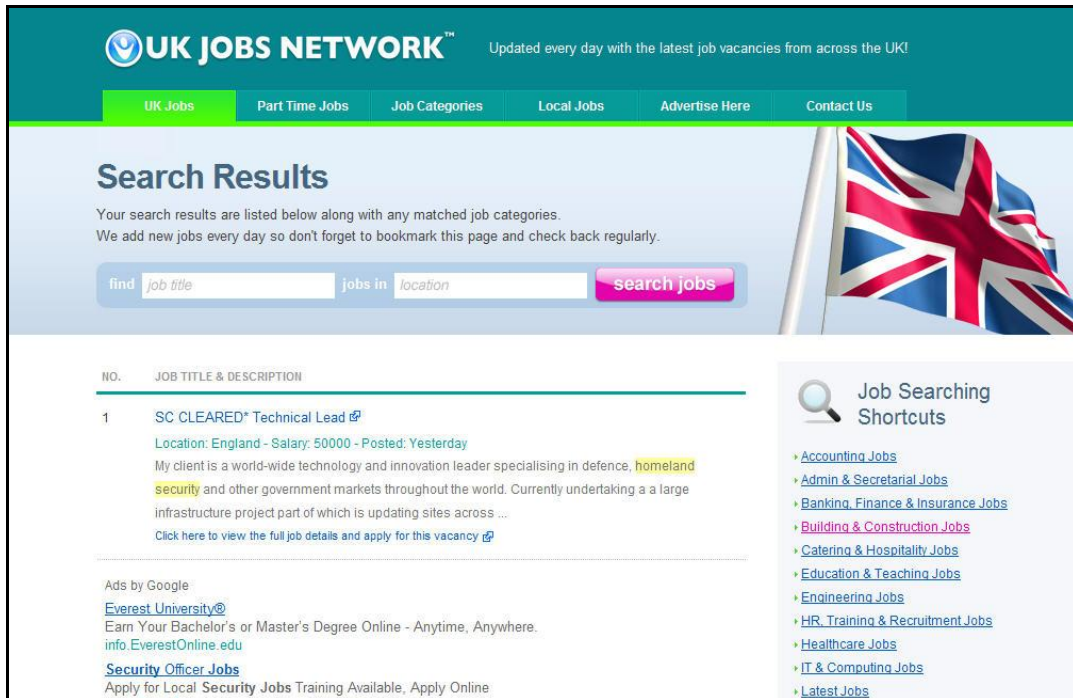 UK JOBS NETWORK™
Updated every day with the latest job vacancies from across the UK!
UK Jobs
Part Time Jobs
Job Categories
Local Jobs
Advertise Here
Contact Us
Search Results
Your search results are listed below along with any matched job categories.
We add new jobs every day so don't forget to bookmark this page and check back regularly.
find job title jobs in location search jobs
NO. JOB TITLE & DESCRIPTION
1 SC CLEARED* Technical Lead
Location: England - Salary: 50000 - Posted: Yesterday
My client is a world-wide technology and innovation leader specialising in defence, homeland
security and other government markets throughout the world. Currently undertaking a a large
infrastructure project part of which is updating sites across ...
Click here to view the full job details and apply for this vacancy
Ads by Google
Everest University®
Earn Your Bachelor's or Master's Degree Online - Anytime, Anywhere.
info.EverestOnline.edu
Security Officer Jobs
Apply for Local Security Jobs Training Available, Apply Online
Job Searching
Shortcuts
Accounting Jobs
Admin & Secretarial Jobs
Banking, Finance & Insurance Jobs
Building & Construction Jobs
Catering & Hospitality Jobs
Education & Teaching Jobs
Engineering Jobs
HR, Training & Recruitment Jobs
Healthcare Jobs
IT & Computing Jobs
Latest Jobs